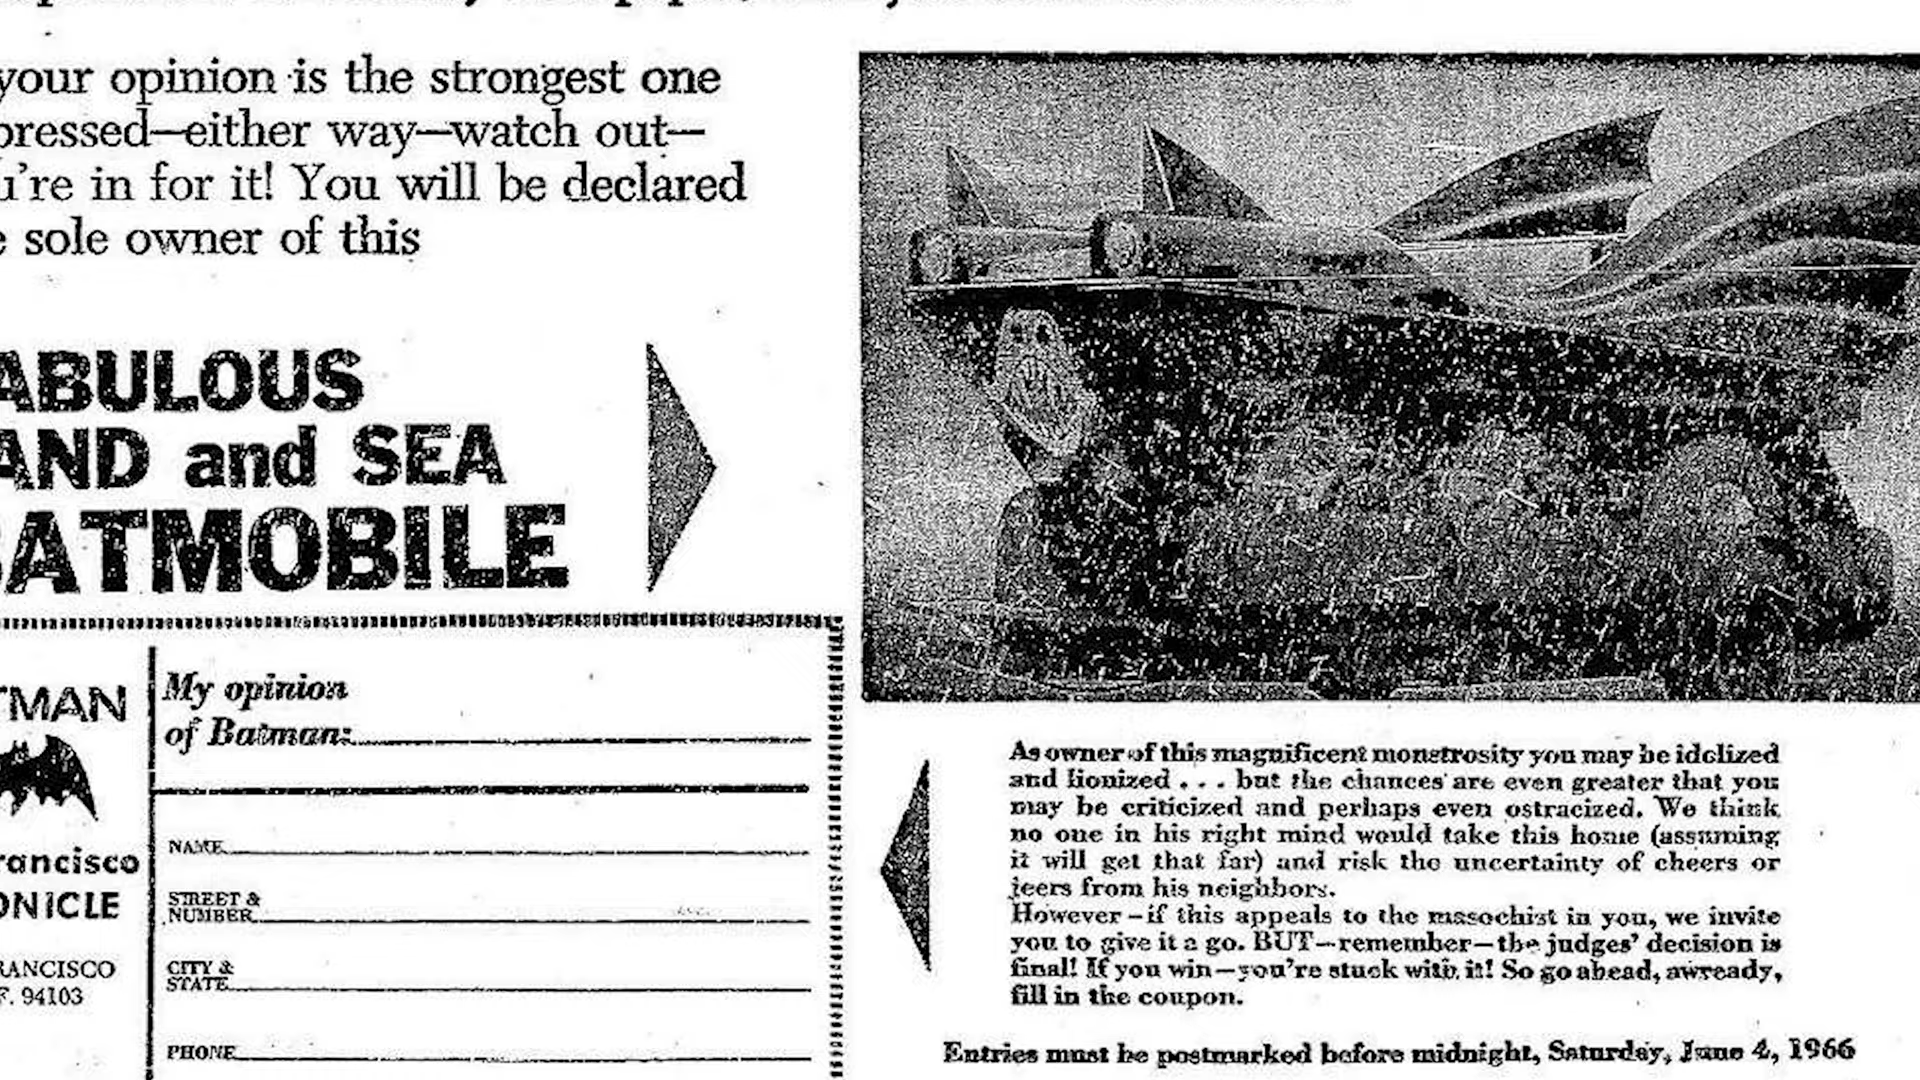 your opinion is the strongest one
pressed—either way—watch out—
u're in for it! You will be declared
e sole owner of this
ABULOUS
AND and SEA
BATMOBILE
TMAN
rancisco
ONICLE
RANCISCO
F. 94103
My opinion
of Batman:
NAME
STREET &
NUMBER
CITY &
STATE
PHONE
As owner of this magnificent monstrosity you may be idolized
and lionized . . . but the chances are even greater that you
may be criticized and perhaps even ostracized. We think
no one in his right mind would take this home (assuming
it will get that far) and risk the uncertainty of cheers or
jeers from his neighbors.
However—if this appeals to the masochist in you, we invite
you to give it a go. BUT—remember—the judges' decision is
final! If you win—you're stuck with it! So go ahead, awready,
fill in the coupon.
Entries must be postmarked before midnight, Saturday, June 4, 1966